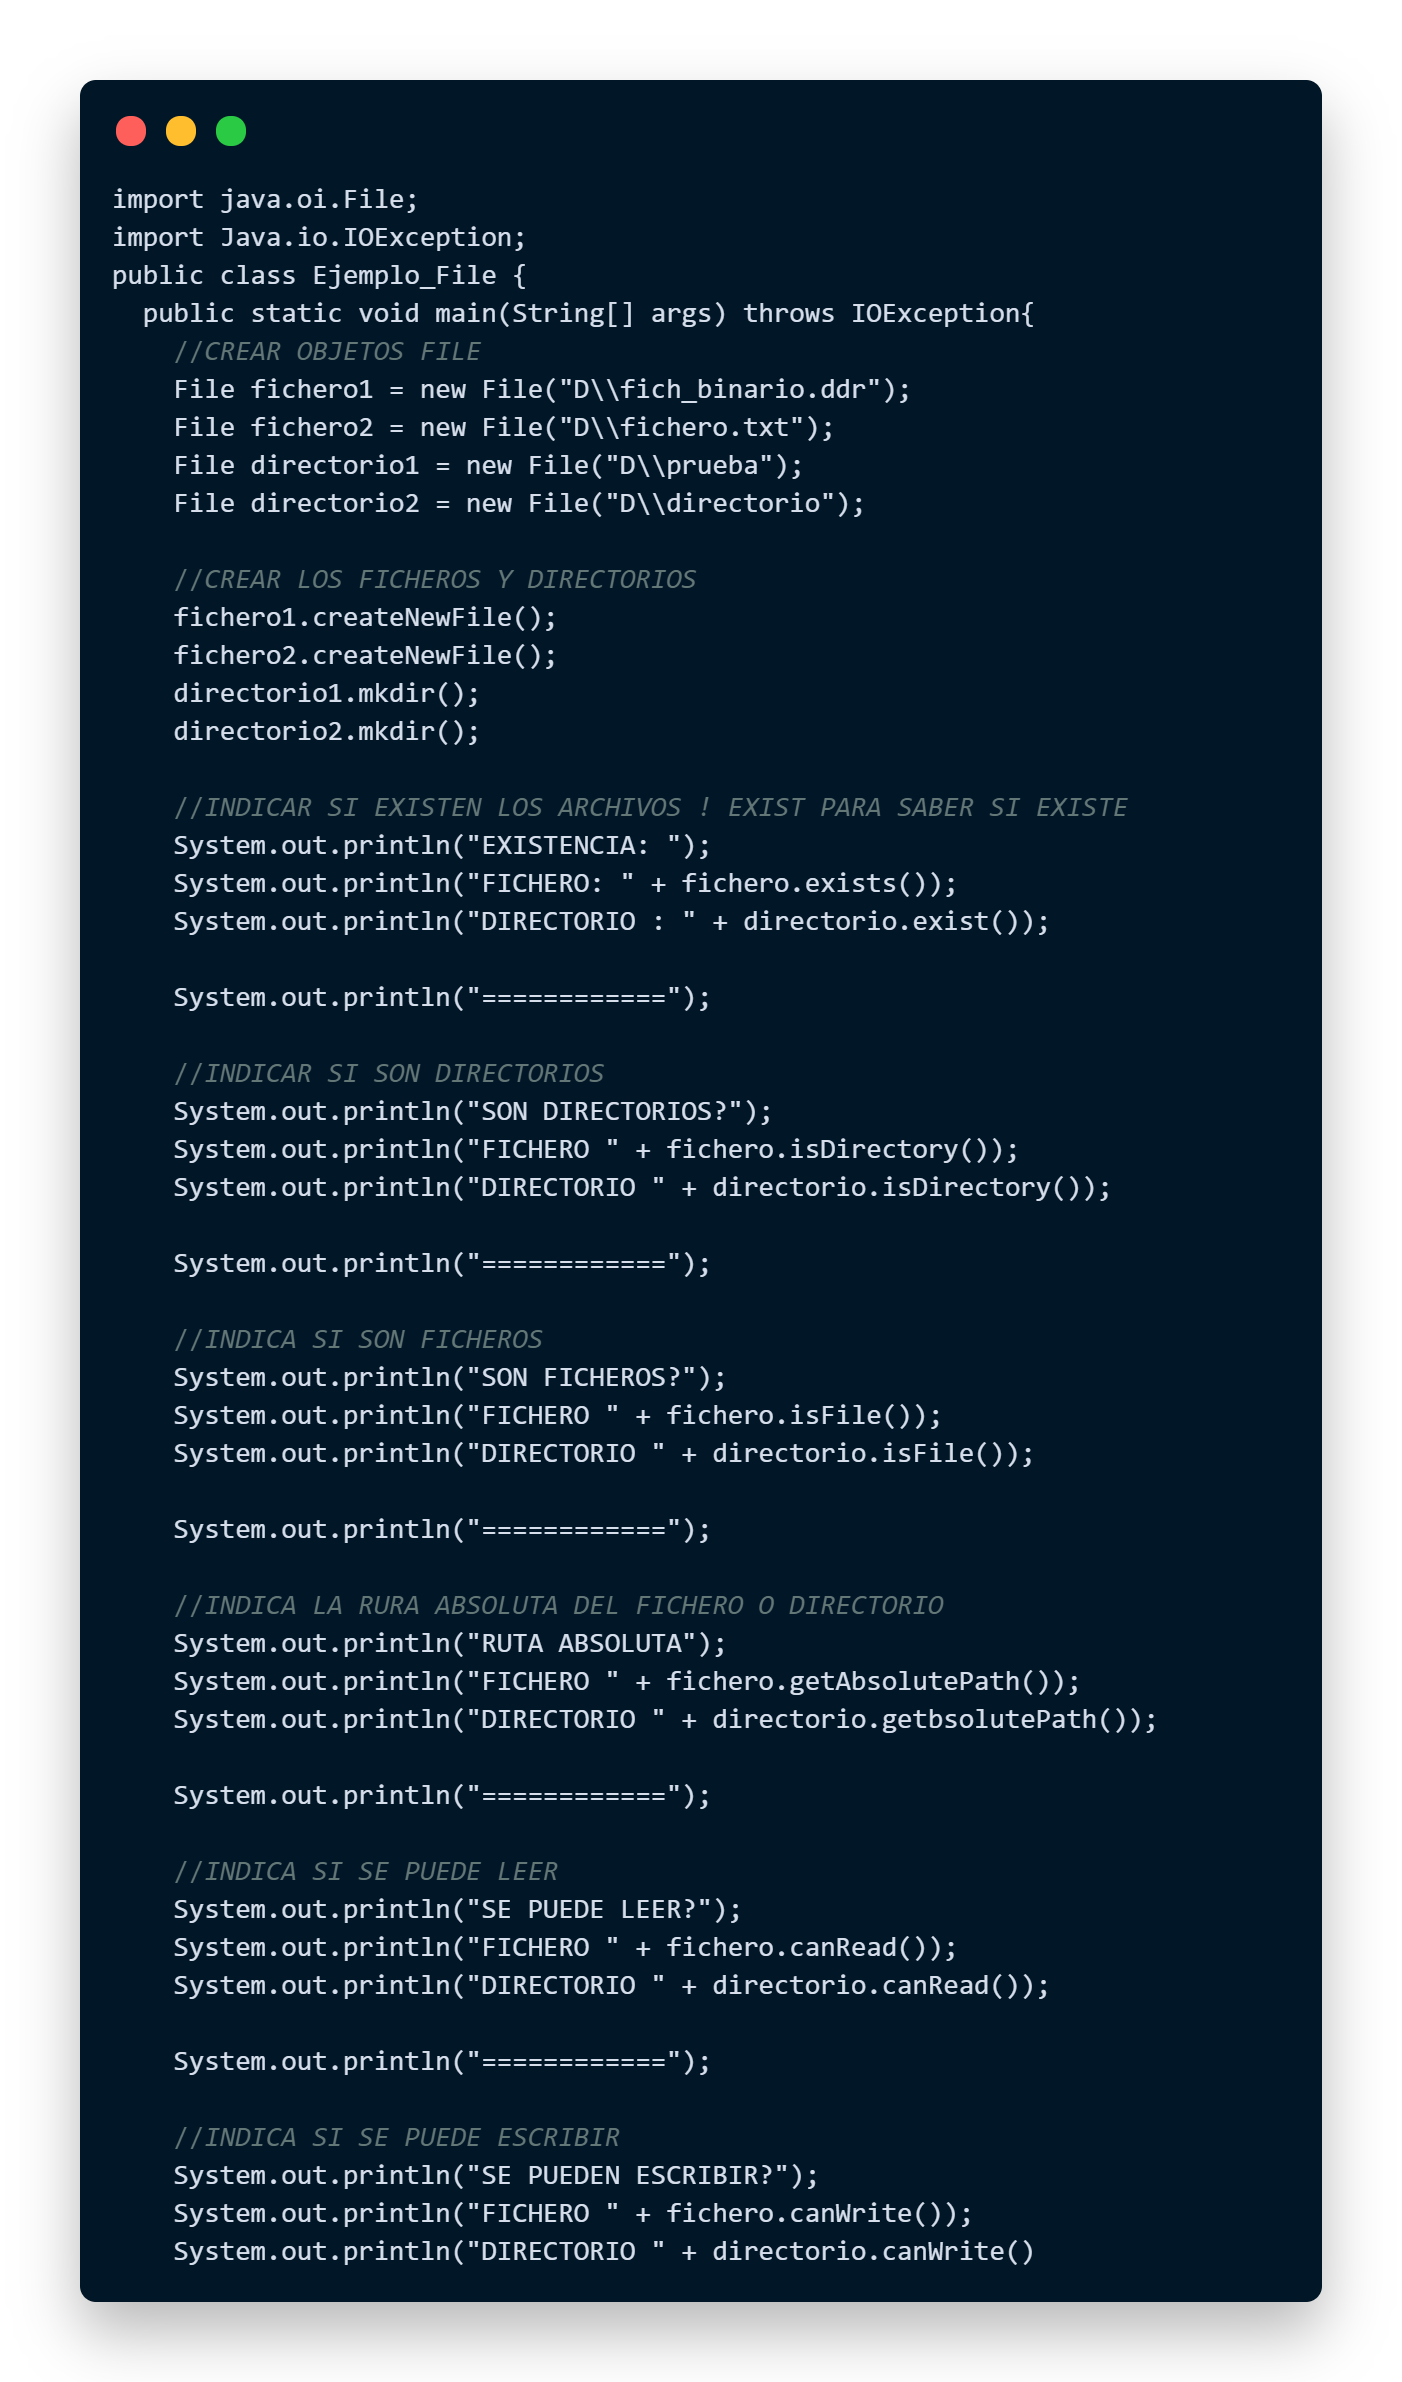 import java.oi.File;
import Java.io.IOException;
public class Ejemplo_File {
  public static void main(String[] args) throws IOException{
    //CREAR OBJETOS FILE
    File fichero1 = new File("D\\fich_binario.ddr");
    File fichero2 = new File("D\\fichero.txt");
    File directorio1 = new File("D\\prueba");
    File directorio2 = new File("D\\directorio");

    //CREAR LOS FICHEROS Y DIRECTORIOS
    fichero1.createNewFile();
    fichero2.createNewFile();
    directorio1.mkdir();
    directorio2.mkdir();

    //INDICAR SI EXISTEN LOS ARCHIVOS ! EXIST PARA SABER SI EXISTE
    System.out.println("EXISTENCIA: ");
    System.out.println("FICHERO: " + fichero.exists());
    System.out.println("DIRECTORIO : " + directorio.exist());

    System.out.println("============");

    //INDICAR SI SON DIRECTORIOS
    System.out.println("SON DIRECTORIOS?");
    System.out.println("FICHERO " + fichero.isDirectory());
    System.out.println("DIRECTORIO " + directorio.isDirectory());

    System.out.println("============");

    //INDICA SI SON FICHEROS
    System.out.println("SON FICHEROS?");
    System.out.println("FICHERO " + fichero.isFile());
    System.out.println("DIRECTORIO " + directorio.isFile());

    System.out.println("============");

    //INDICA LA RURA ABSOLUTA DEL FICHERO O DIRECTORIO
    System.out.println("RUTA ABSOLUTA");
    System.out.println("FICHERO " + fichero.getAbsolutePath());
    System.out.println("DIRECTORIO " + directorio.getbsolutePath());

    System.out.println("============");

    //INDICA SI SE PUEDE LEER
    System.out.println("SE PUEDE LEER?");
    System.out.println("FICHERO " + fichero.canRead());
    System.out.println("DIRECTORIO " + directorio.canRead());

    System.out.println("============");

    //INDICA SI SE PUEDE ESCRIBIR
    System.out.println("SE PUEDEN ESCRIBIR?");
    System.out.println("FICHERO " + fichero.canWrite());
    System.out.println("DIRECTORIO " + directorio.canWrite()